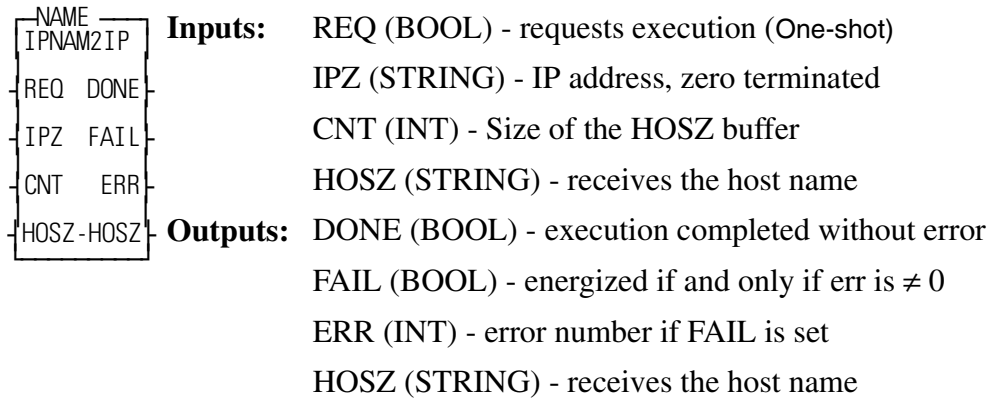 NAME
IPNAM2IP
REQ DONE
IPZ FAIL
CNT ERR
HOSZ-HOSZ
Inputs: REQ (BOOL) - requests execution (One-shot)
IPZ (STRING) - IP address, zero terminated
CNT (INT) - Size of the HOSZ buffer
HOSZ (STRING) - receives the host name
Outputs: DONE (BOOL) - execution completed without error
FAIL (BOOL) - energized if and only if err is ≠ 0
ERR (INT) - error number if FAIL is set
HOSZ (STRING) - receives the host name